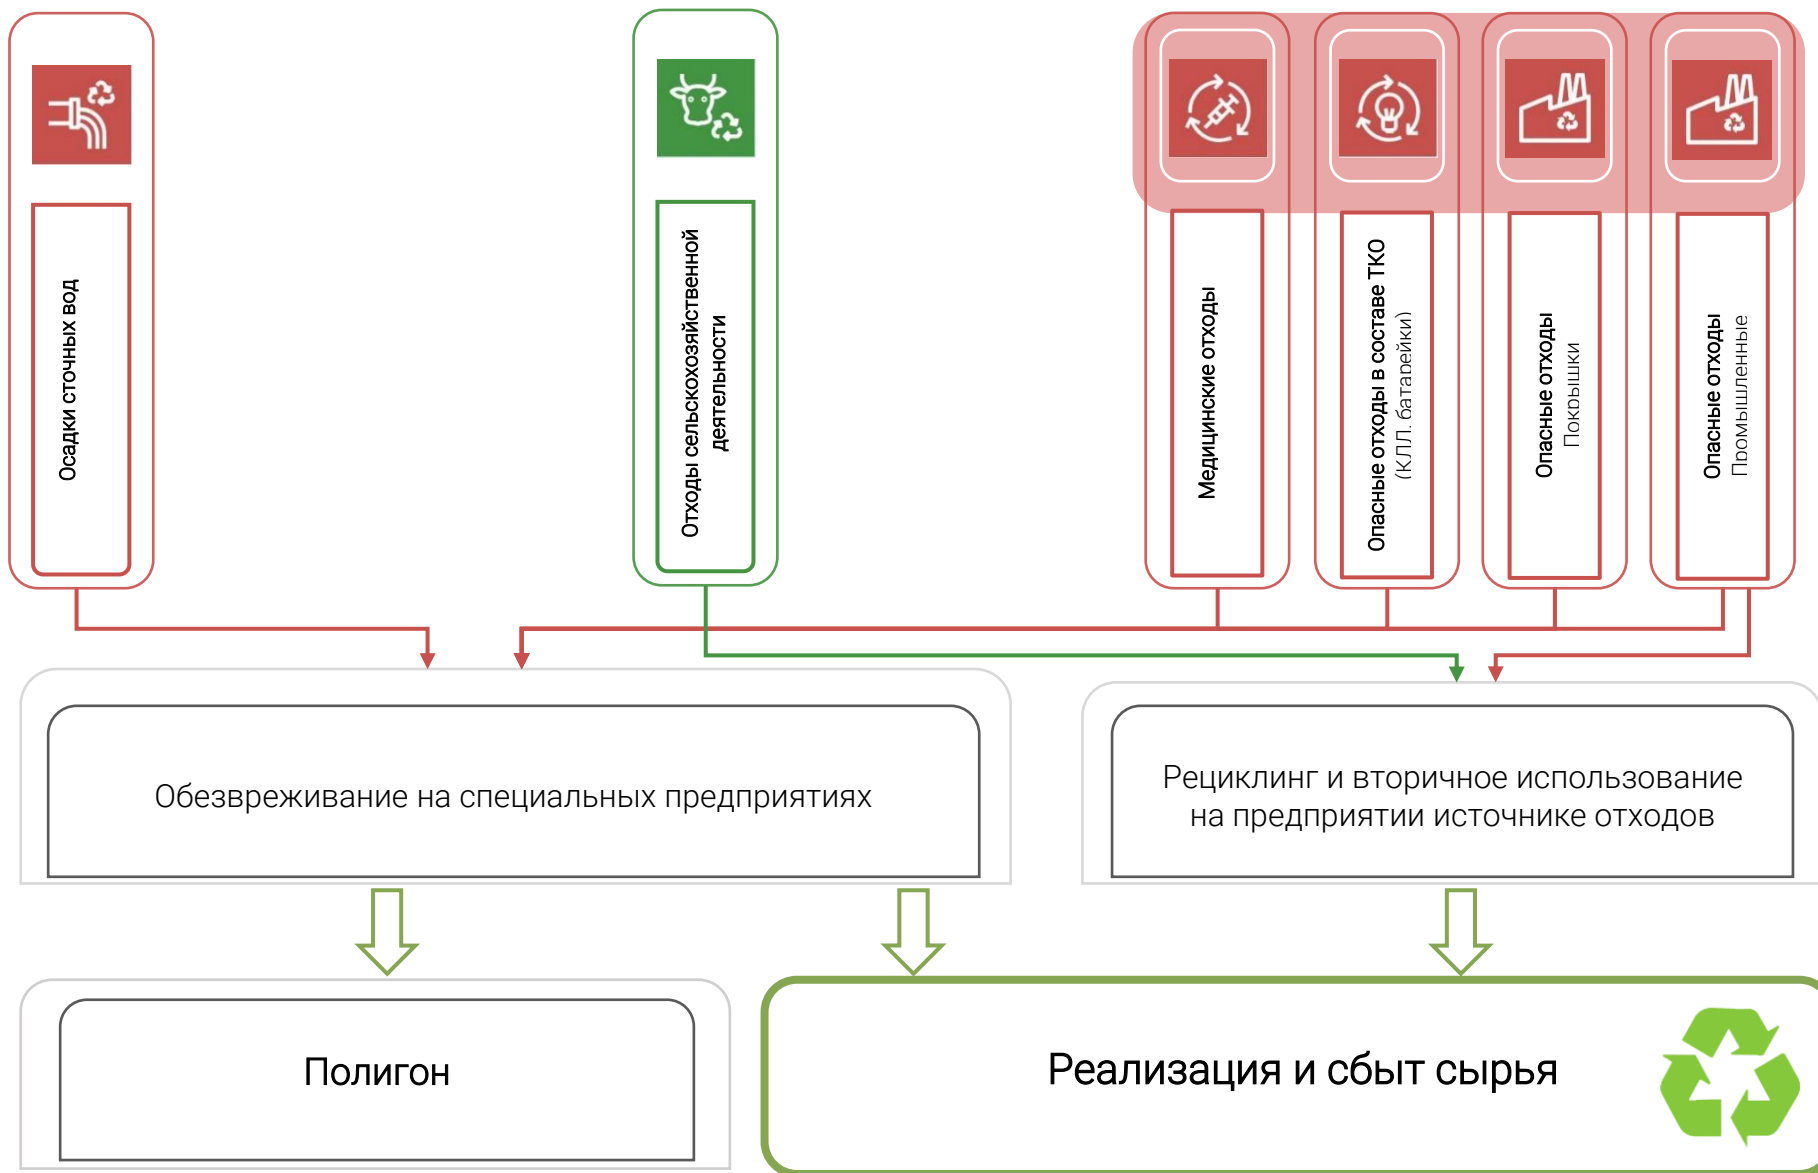 Осадки сточных вод
Отходы сельскохозяйственной
деятельности
Медицинские отходы
Опасные отходы в составе ТКО
(КЛЛ. батарейки)
Опасные отходы
Покрышки
Опасные отходы
Промышленные
Обезвреживание на специальных предприятиях
Рециклинг и вторичное использование
на предприятии источнике отходов
Полигон
Реализация и сбыт сырья